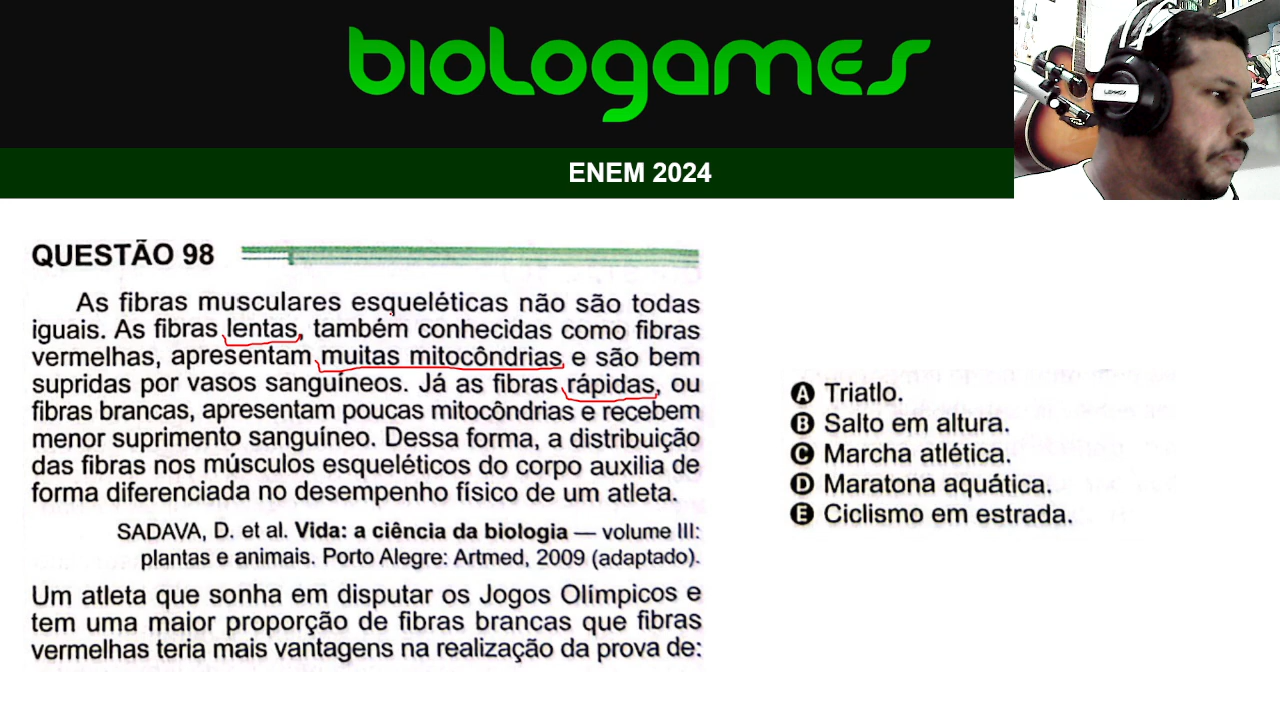 biologames
ENEM 2024
QUESTÃO 98
As fibras musculares esqueléticas não são todas
iguais. As fibras lentas, também conhecidas como fibras
vermelhas, apresentam muitas mitocôndrias e são bem
supridas por vasos sanguíneos. Já as fibras rápidas, ou
fibras brancas, apresentam poucas mitocôndrias e recebem
menor suprimento sanguíneo. Dessa forma, a distribuição
das fibras nos músculos esqueléticos do corpo auxilia de
forma diferenciada no desempenho físico de um atleta.
SADAVA, D. et al. Vida: a ciência da biologia — volume III:
plantas e animais. Porto Alegre: Artmed, 2009 (adaptado).
Um atleta que sonha em disputar os Jogos Olímpicos e
tem uma maior proporção de fibras brancas que fibras
vermelhas teria mais vantagens na realização da prova de:
A Triatlo.
B Salto em altura.
C Marcha atlética.
D Maratona aquática.
E Ciclismo em estrada.